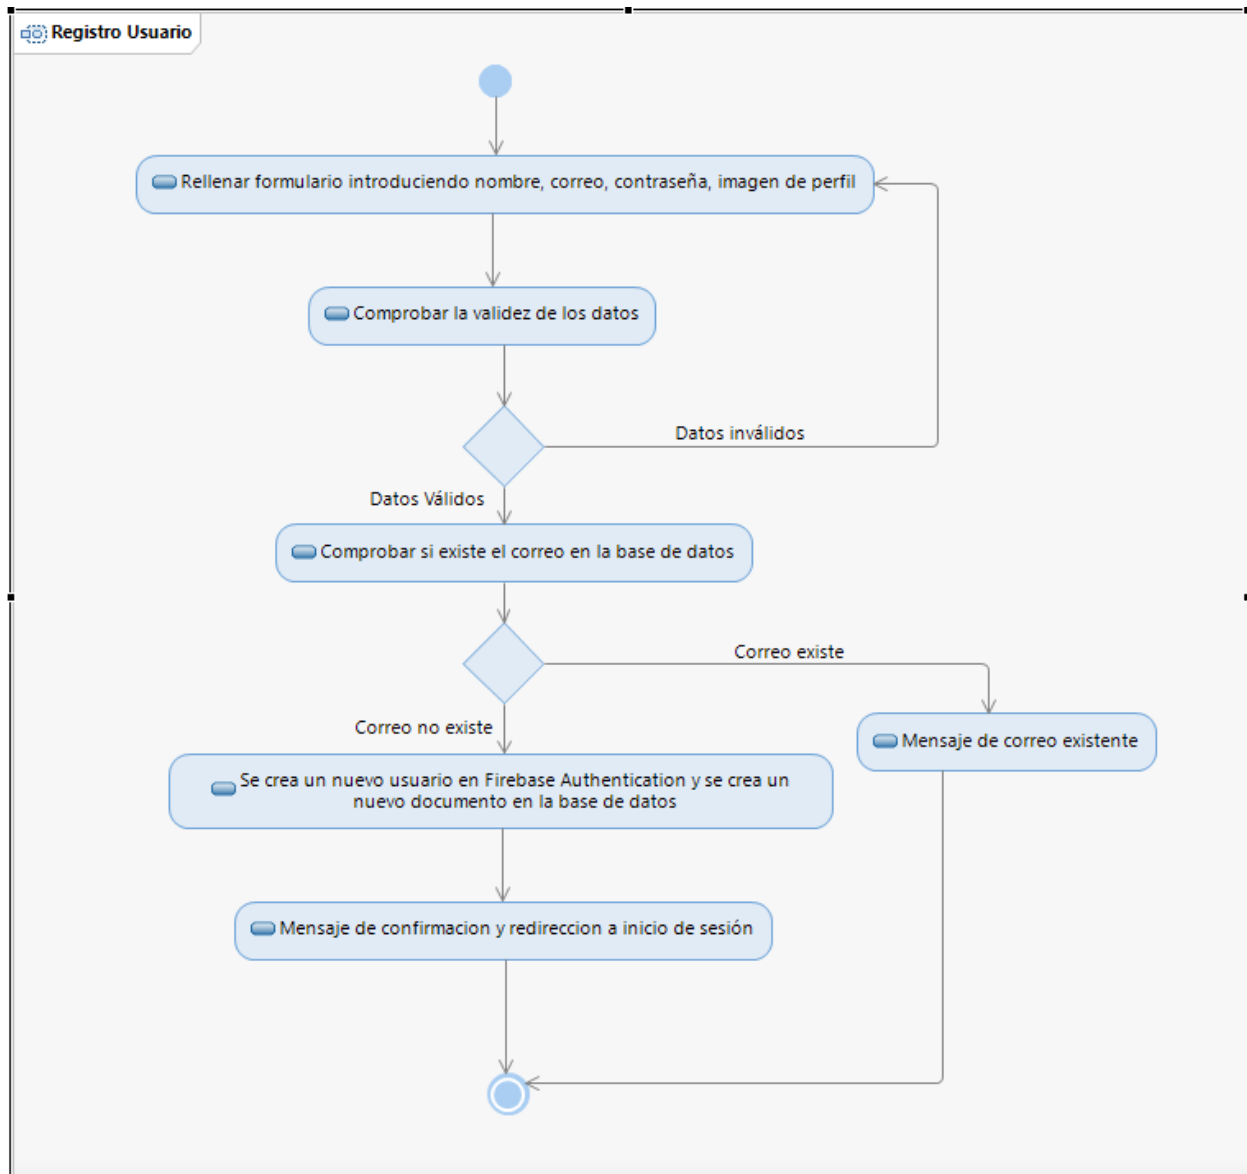 Registro Usuario
Rellenar formulario introduciendo nombre, correo, contraseña, imagen de perfil
Comprobar la validez de los datos
Datos inválidos
Datos Válidos
Comprobar si existe el correo en la base de datos
Correo existe
Correo no existe
Mensaje de correo existente
Se crea un nuevo usuario en Firebase Authentication y se crea un
nuevo documento en la base de datos
Mensaje de confirmacion y redireccion a inicio de sesión